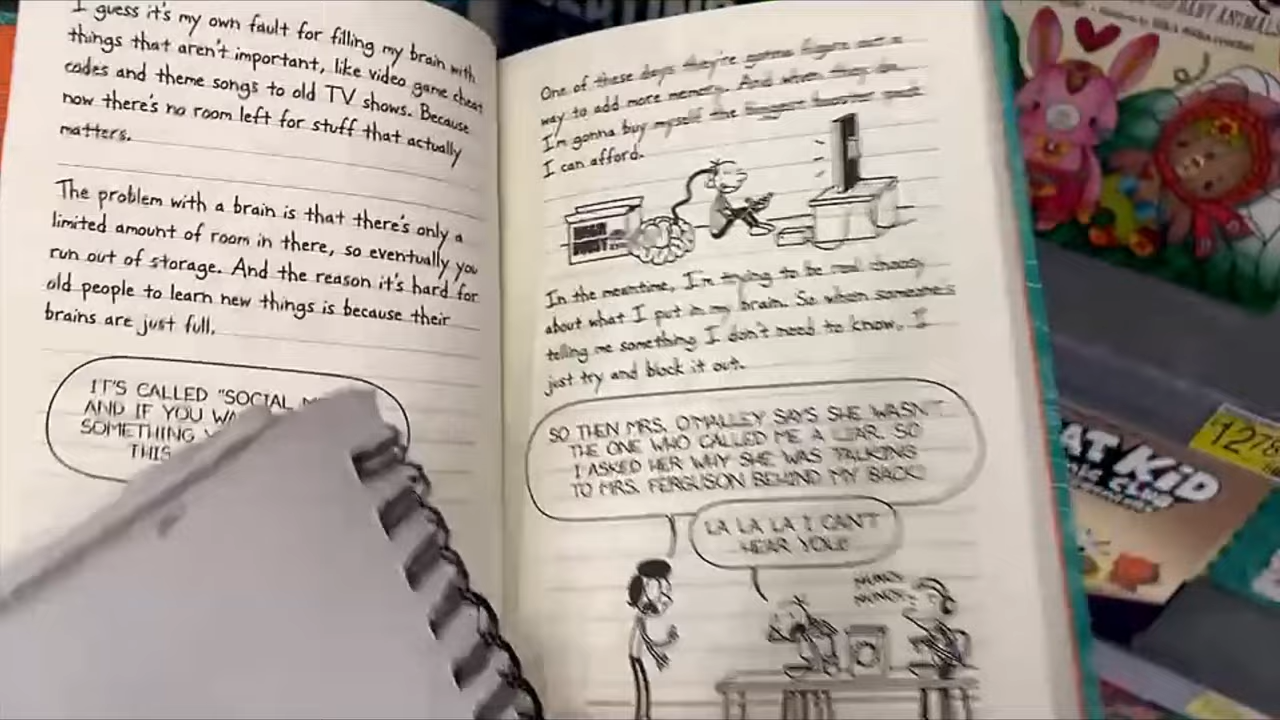 I guess it's my own fault for filling my brain with
things that aren't important, like video game cheat
codes and theme songs to old TV shows. Because
now there's no room left for stuff that actually
matters.
The problem with a brain is that there's only a
limited amount of room in there, so eventually you
run out of storage. And the reason it's hard for
old people to learn new things is because their
brains are just full.
IT'S CALLED "SOCIAL
AND IF YOU
SOMETHING
THIS
One of these days they're gonna figure out a
way to add more memory. And when they do,
I'm gonna buy myself the biggest booster pack
I can afford.
BRAIN
BOOST
In the meantime, I'm trying to be real choosy
about what I put in my brain. So when someone's
telling me something I don't need to know, I
just try and block it out.
SO THEN MRS. O'MALLEY SAYS SHE WASN'T
THE ONE WHO CALLED ME A LIAR, SO
I ASKED HER WHY SHE WAS TALKING
TO MRS. FERGUSON BEHIND MY BACK!
LA LA LA I CAN'T
HEAR YOU!
BABY ANIMALS
AT KID
CLUB
1278